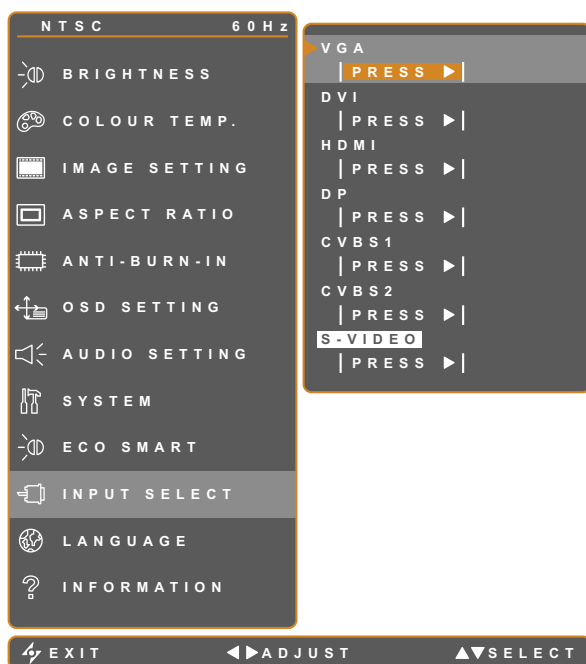 NTSC 60Hz
BRIGHTNESS
COLOUR TEMP.
IMAGE SETTING
ASPECT RATIO
ANTI-BURN-IN
OSD SETTING
AUDIO SETTING
SYSTEM
ECO SMART
INPUT SELECT
LANGUAGE
INFORMATION
VGA
PRESS
DVI
PRESS
HDMI
PRESS
DP
PRESS
CVBS1
PRESS
CVBS2
PRESS
S-VIDEO
PRESS
EXIT ADJUST SELECT